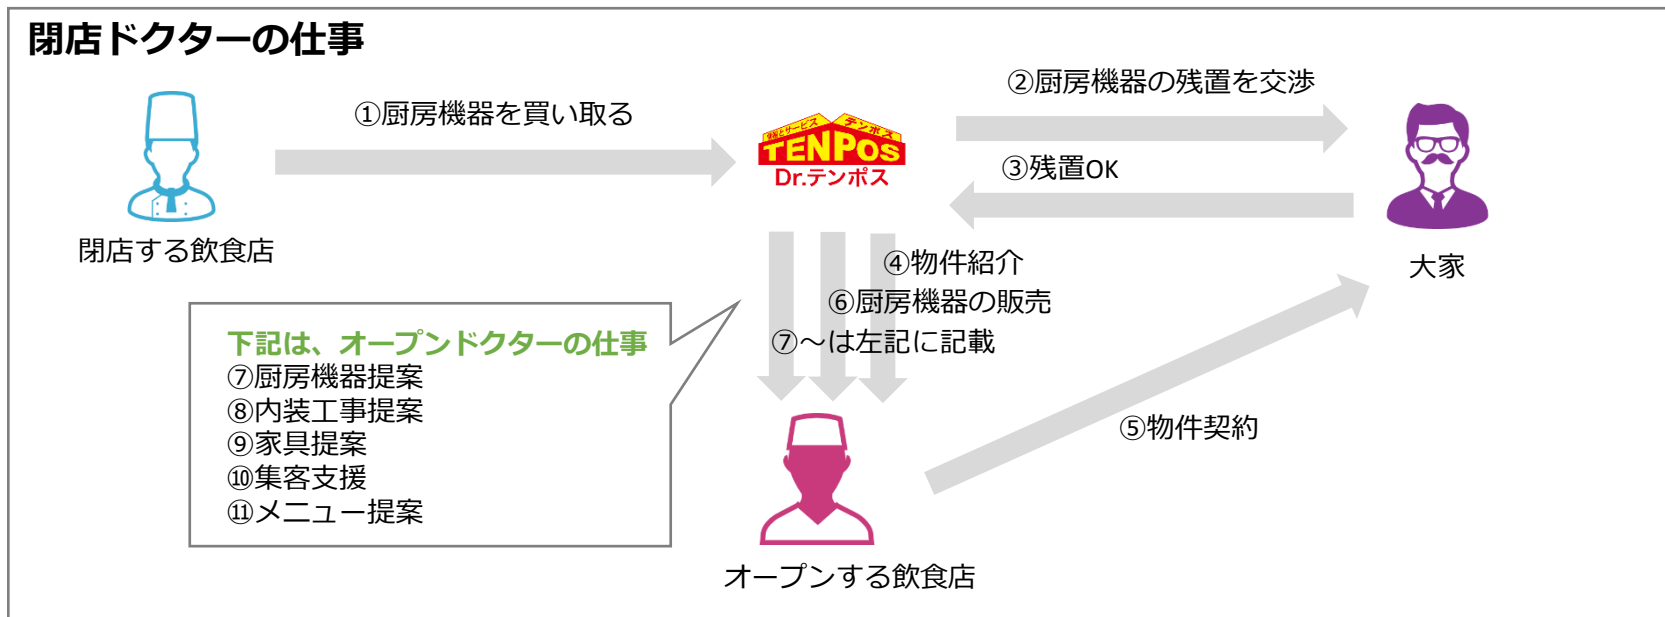 閉店ドクターの仕事
①厨房機器を買い取る
②厨房機器の残置を交渉
テンポス
TENPOS
Dr.テンポス
③残置OK
閉店する飲食店
大家
④物件紹介
⑥厨房機器の販売
⑦～は左記に記載
下記は、オープンドクターの仕事
⑦厨房機器提案
⑧内装工事提案
⑨家具提案
⑩集客支援
⑪メニュー提案
⑤物件契約
オープンする飲食店